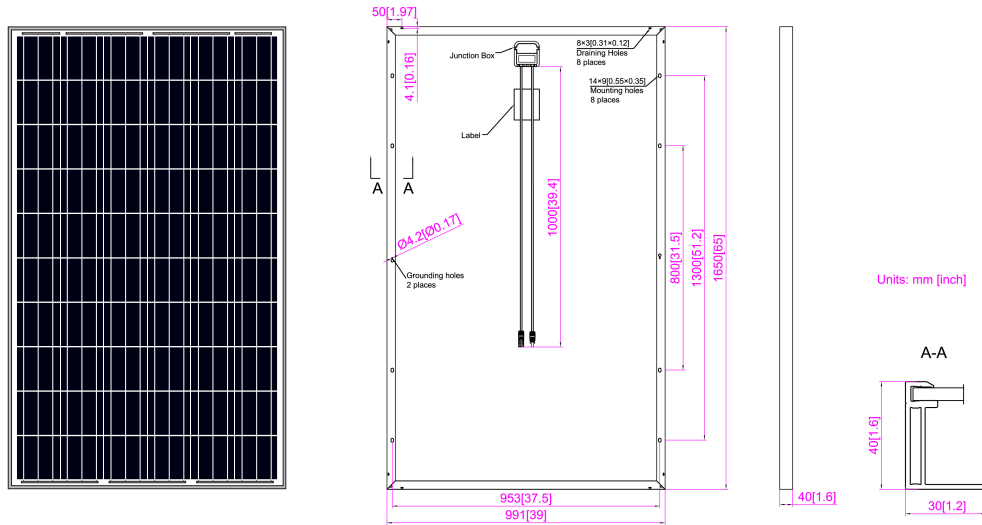 50[1.97]
4.1[0.16]
Junction Box
8×3[0.31×0.12]
Draining Holes
8 places
14×9[0.55×0.35]
Mounting holes
8 places
Label
A
A
Ø4.2[Ø0.17]
Grounding holes
2 places
1000[39.4]
800[31.5]
1300[51.2]
1650[65]
953[37.5]
991[39]
40[1.6]
Units: mm [inch]
A-A
40[1.6]
30[1.2]